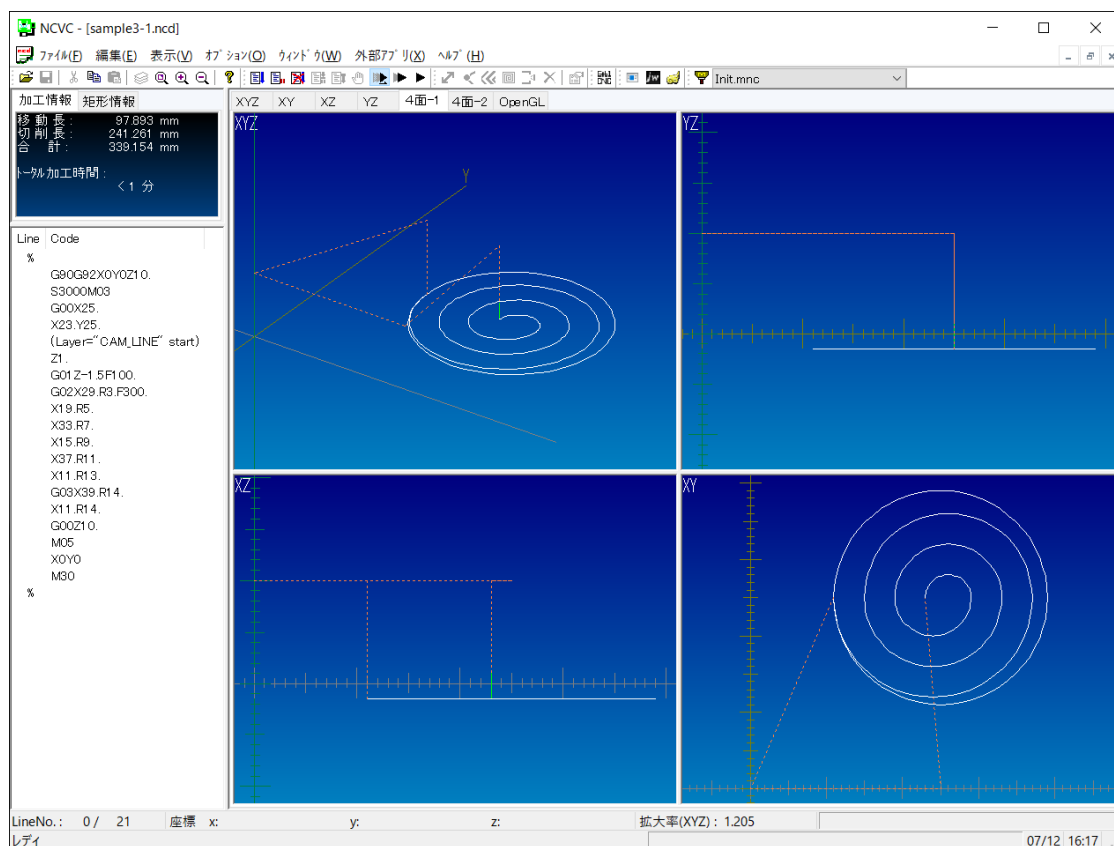 NCVC - [sample3-1.ncd]
ファイル(F) 編集(E) 表示(V) オプション(O) ウィンドウ(W) 外部アプリ(X) ヘルプ(H)
Init.mnc
加工情報 矩形情報
移動長: 97.893 mm
切削長: 241.261 mm
合計: 339.154 mm
トータル加工時間:
<1 分
XYZ XY XZ YZ 4面-1 4面-2 OpenGL
XYZ
Y
YZ
XZ
XY
Line Code
%
G90G92X0Y0Z10.
S3000M03
G00X25.
X23.Y25.
(Layer="CAM_LINE" start)
Z1.
G01Z-1.5F100.
G02X29.R3.F300.
X19.R5.
X33.R7.
X15.R9.
X37.R11.
X11.R13.
G03X39.R14.
X11.R14.
G00Z10.
M05
X0Y0
M30
%
LineNo.: 0 / 21 座標 x: y: z: 拡大率(XYZ) : 1.205
レディ 07/12 16:17